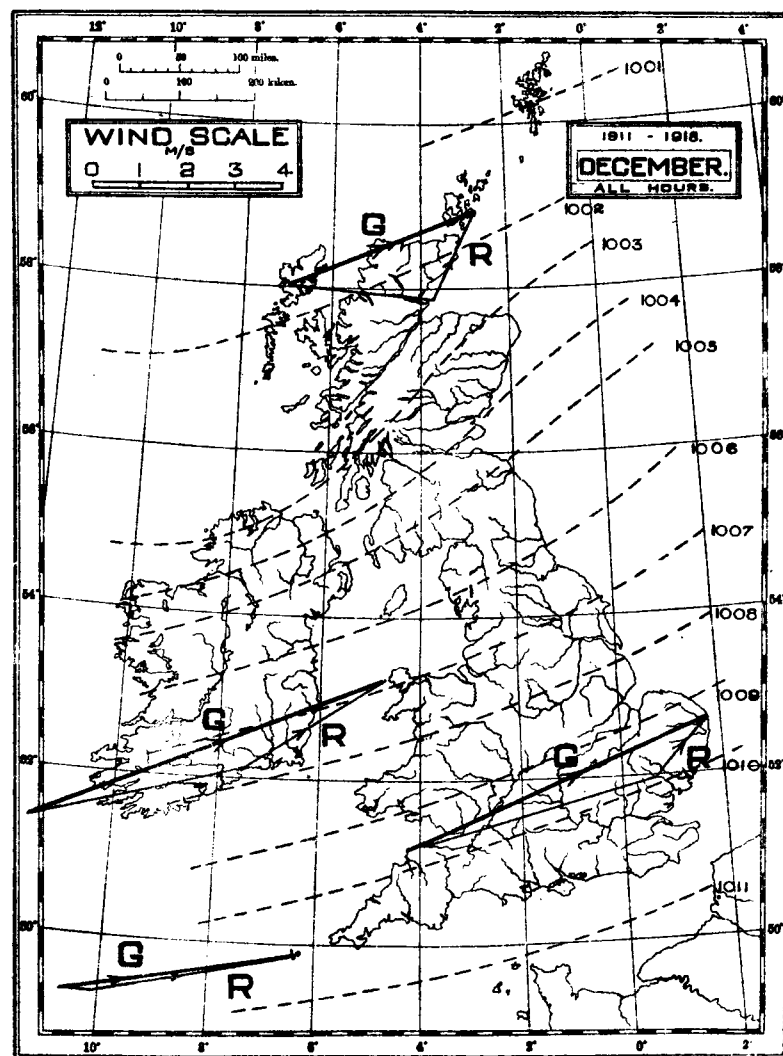 12° 10° 8° 6° 4° 2° 0° 2° 4°
0 50 100 miles.
0 100 200 kilom.
60° 60°
1001
WIND SCALE
M/S
0 1 2 3 4
1911 - 1918.
DECEMBER.
ALL HOURS.
1002
G
R
1003
58° 58°
1004
1005
56° 56°
1006
1007
54° 54°
1008
1009
G
R
G
R
1010
52° 52°
1011
50° 50°
G
R
10° 8° 6° 4° 2° 0° 2°